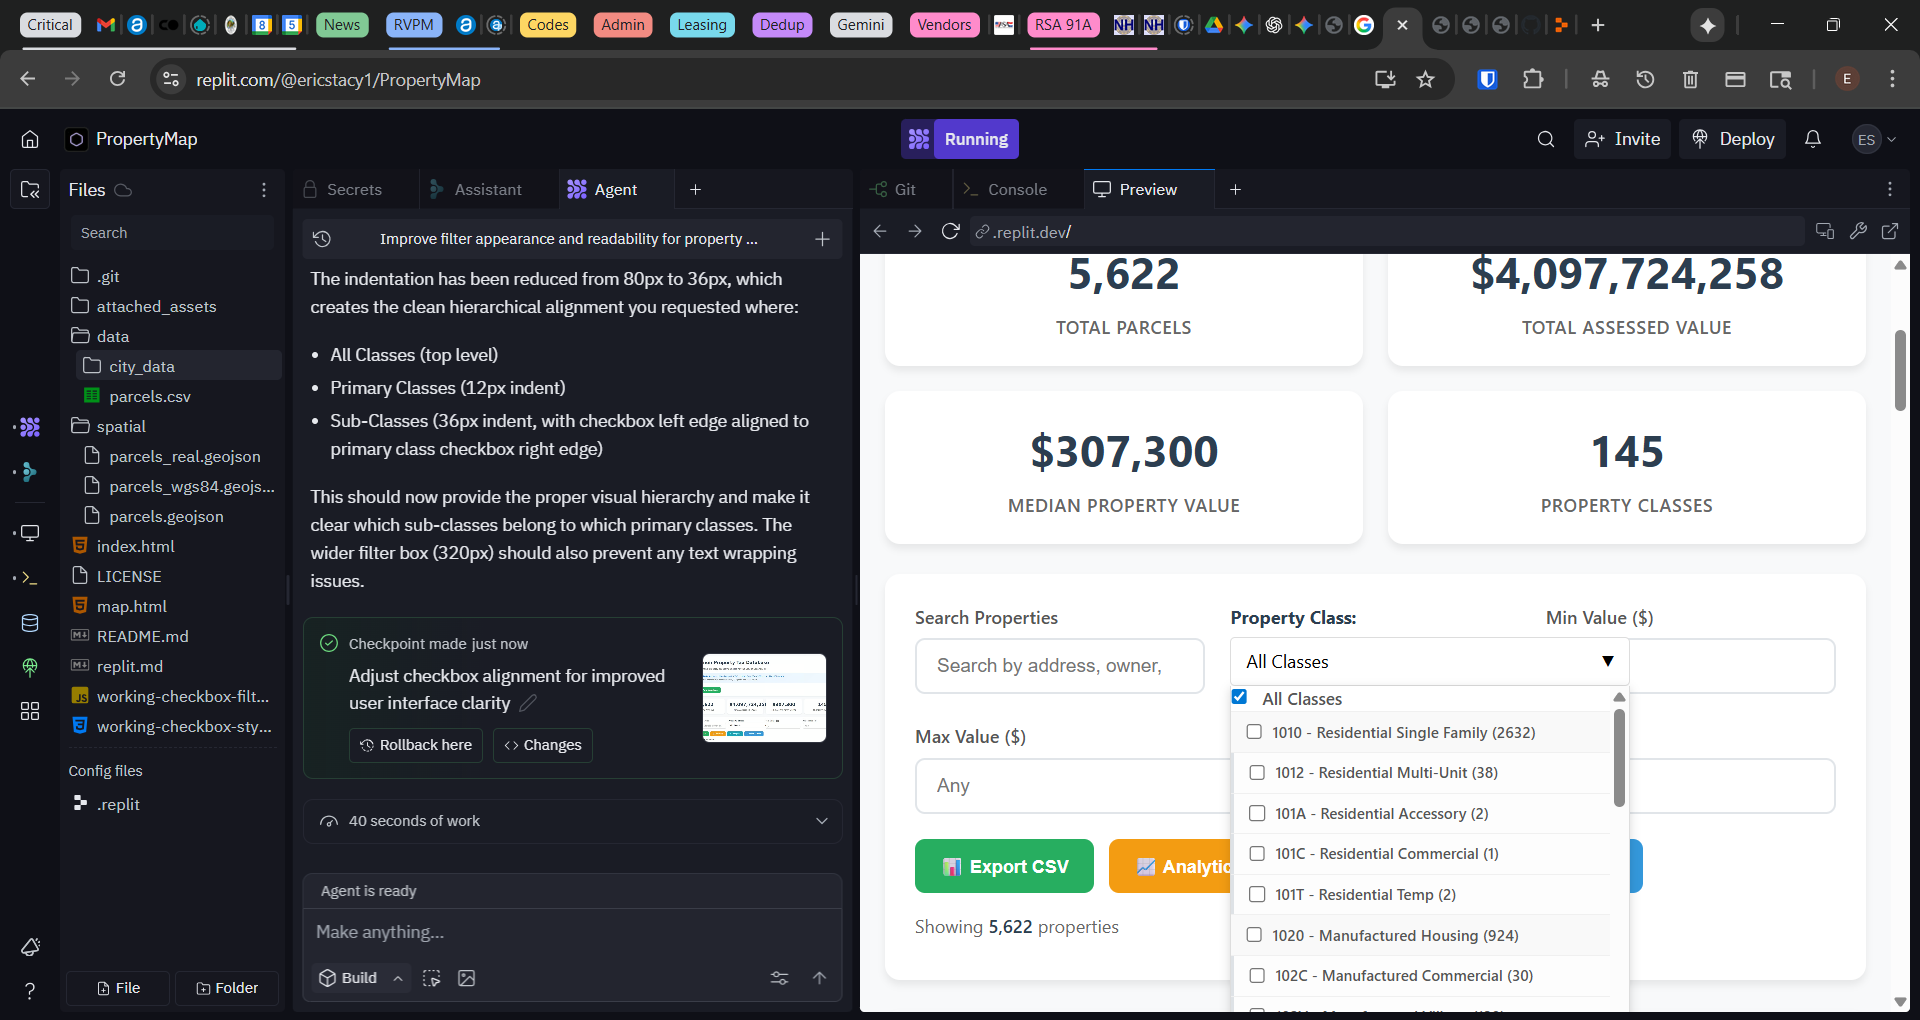 Critical
8
5
News
RVPM
Codes
Admin
Leasing
Dedup
Gemini
Vendors
RSA 91A
NH
NH
replit.com/@ericstacy1/PropertyMap
E
PropertyMap
Running
Invite
Deploy
ES
Files
Search
.git
attached_assets
data
city_data
parcels.csv
spatial
parcels_real.geojson
parcels_wgs84.geojs...
parcels.geojson
index.html
LICENSE
map.html
README.md
replit.md
working-checkbox-filt...
working-checkbox-sty...
Config files
.replit
File
Folder
Secrets
Assistant
Agent
Improve filter appearance and readability for property ...
The indentation has been reduced from 80px to 36px, which
creates the clean hierarchical alignment you requested where:
• All Classes (top level)
• Primary Classes (12px indent)
• Sub-Classes (36px indent, with checkbox left edge aligned to
primary class checkbox right edge)
This should now provide the proper visual hierarchy and make it
clear which sub-classes belong to which primary classes. The
wider filter box (320px) should also prevent any text wrapping
issues.
Checkpoint made just now
Adjust checkbox alignment for improved
user interface clarity
Rollback here
Changes
40 seconds of work
Agent is ready
Make anything...
Build
Git
Console
Preview
.replit.dev/
5,622
TOTAL PARCELS
$4,097,724,258
TOTAL ASSESSED VALUE
$307,300
MEDIAN PROPERTY VALUE
145
PROPERTY CLASSES
Search Properties
Property Class:
Min Value ($)
Search by address, owner,
All Classes
All Classes
1010 - Residential Single Family (2632)
Max Value ($)
1012 - Residential Multi-Unit (38)
Any
101A - Residential Accessory (2)
101C - Residential Commercial (1)
Export CSV
Analytic
101T - Residential Temp (2)
Showing 5,622 properties
1020 - Manufactured Housing (924)
102C - Manufactured Commercial (30)